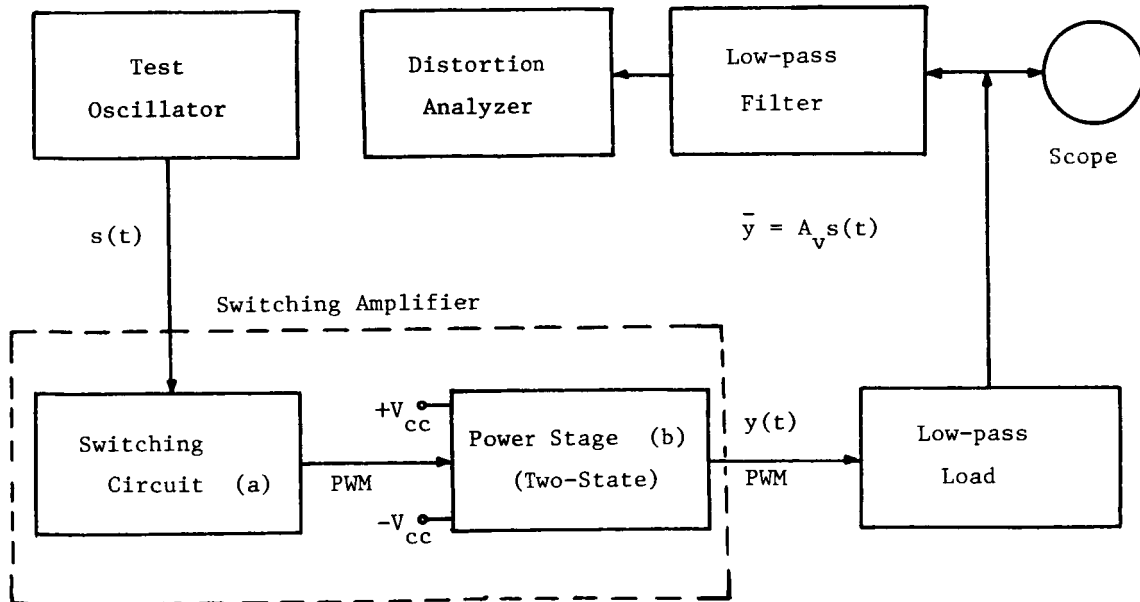 Test
Oscillator
Distortion
Analyzer
Low-pass
Filter
Scope
s(t)
y̅ = A_v s(t)
Switching Amplifier
Switching
Circuit (a)
PWM
+V_cc
-V_cc
Power Stage (b)
(Two-State)
y(t)
PWM
Low-pass
Load